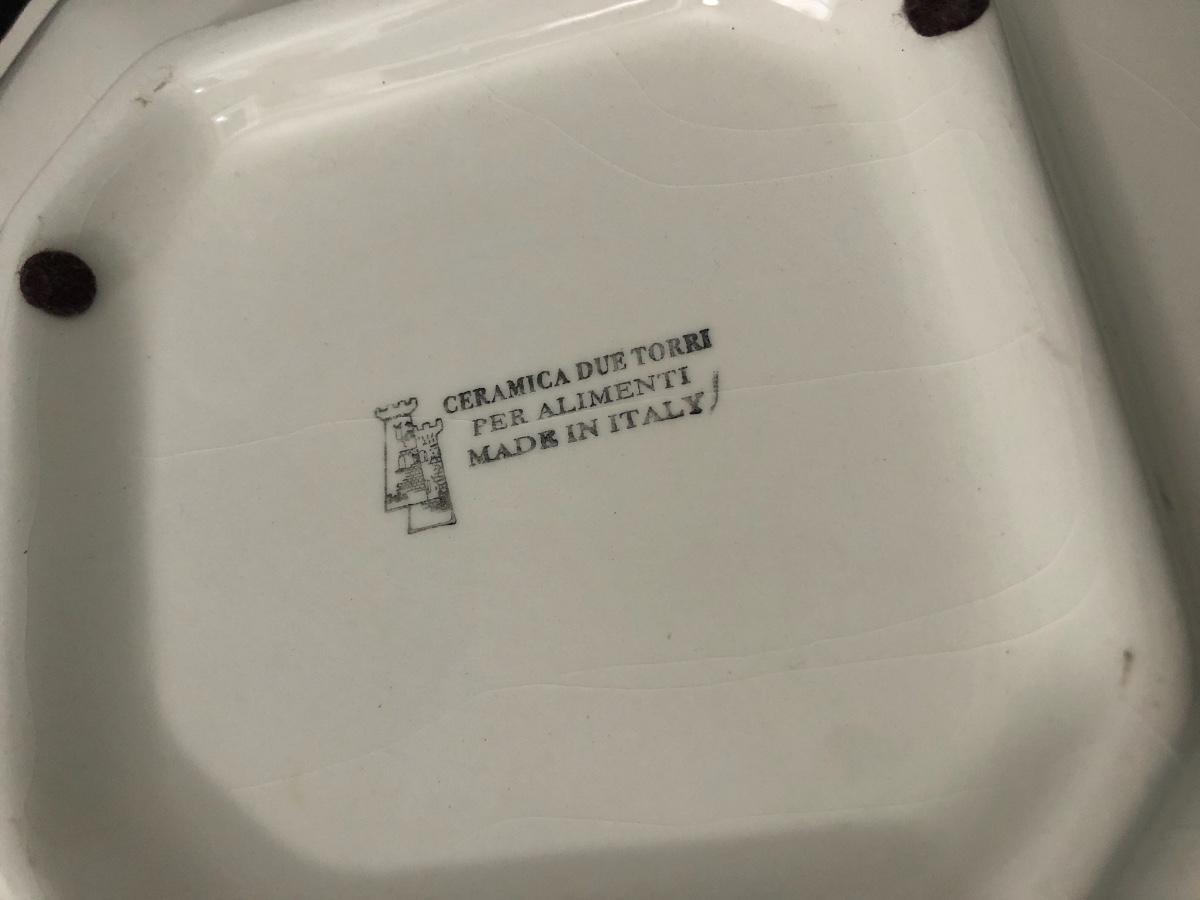 CERAMICA DUE TORRI
PER ALIMENTI
MADE IN ITALY